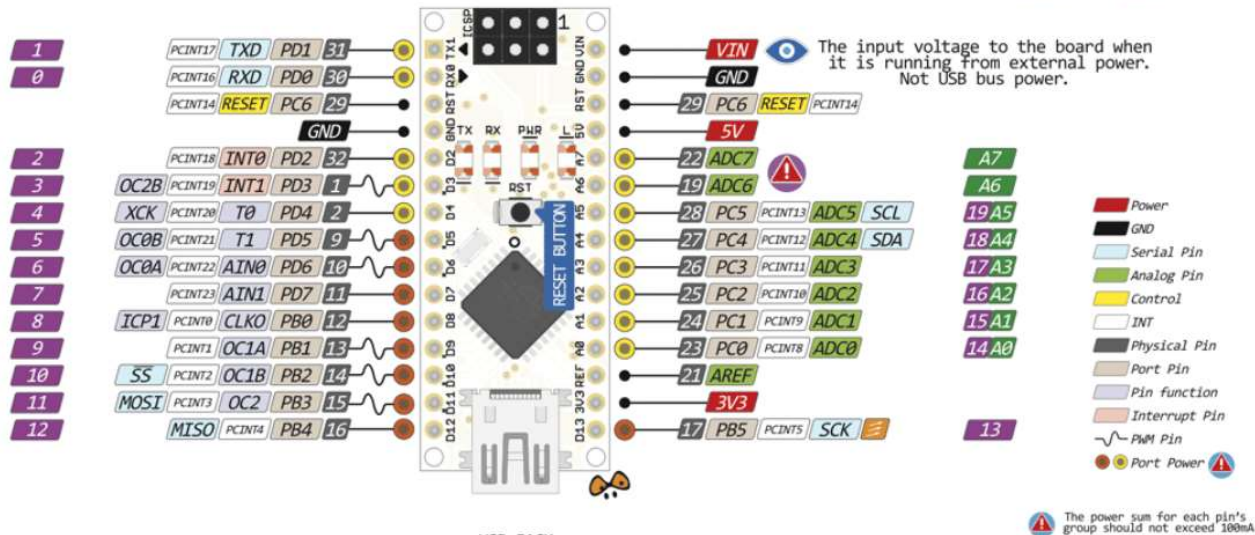 1 PCINT17 TXD PD1 31
0 PCINT16 RXD PD0 30
PCINT14 RESET PC6 29
GND
2 PCINT18 INT0 PD2 32
3 OC2B PCINT19 INT1 PD3 1
4 XCK PCINT20 T0 PD4 2
5 OC0B PCINT21 T1 PD5 9
6 OC0A PCINT22 AIN0 PD6 10
7 PCINT23 AIN1 PD7 11
8 ICP1 PCINT0 CLKO PB0 12
9 PCINT1 OC1A PB1 13
10 SS PCINT2 OC1B PB2 14
11 MOSI PCINT3 OC2 PB3 15
12 MISO PCINT4 PB4 16
ICSP
1
TX1
RX0
RST
GND
D2
D3
D4
D5
D6
D7
D8
D9
D10
D11
D12
TX RX PWR L
RST
RESET BUTTON
VIN
GND
RST
5V
A7
A6
A5
A4
A3
A2
A1
A0
REF
3V3
D13
VIN
GND
29 PC6 RESET PCINT14
5V
22 ADC7 A7
19 ADC6 A6
28 PC5 PCINT13 ADC5 SCL 19 A5
27 PC4 PCINT12 ADC4 SDA 18 A4
26 PC3 PCINT11 ADC3 17 A3
25 PC2 PCINT10 ADC2 16 A2
24 PC1 PCINT9 ADC1 15 A1
23 PC0 PCINT8 ADC0 14 A0
21 AREF
3V3
17 PB5 PCINT5 SCK 13
The input voltage to the board when
it is running from external power.
Not USB bus power.
Power
GND
Serial Pin
Analog Pin
Control
INT
Physical Pin
Port Pin
Pin function
Interrupt Pin
PWM Pin
Port Power
The power sum for each pin's
group should not exceed 100mA